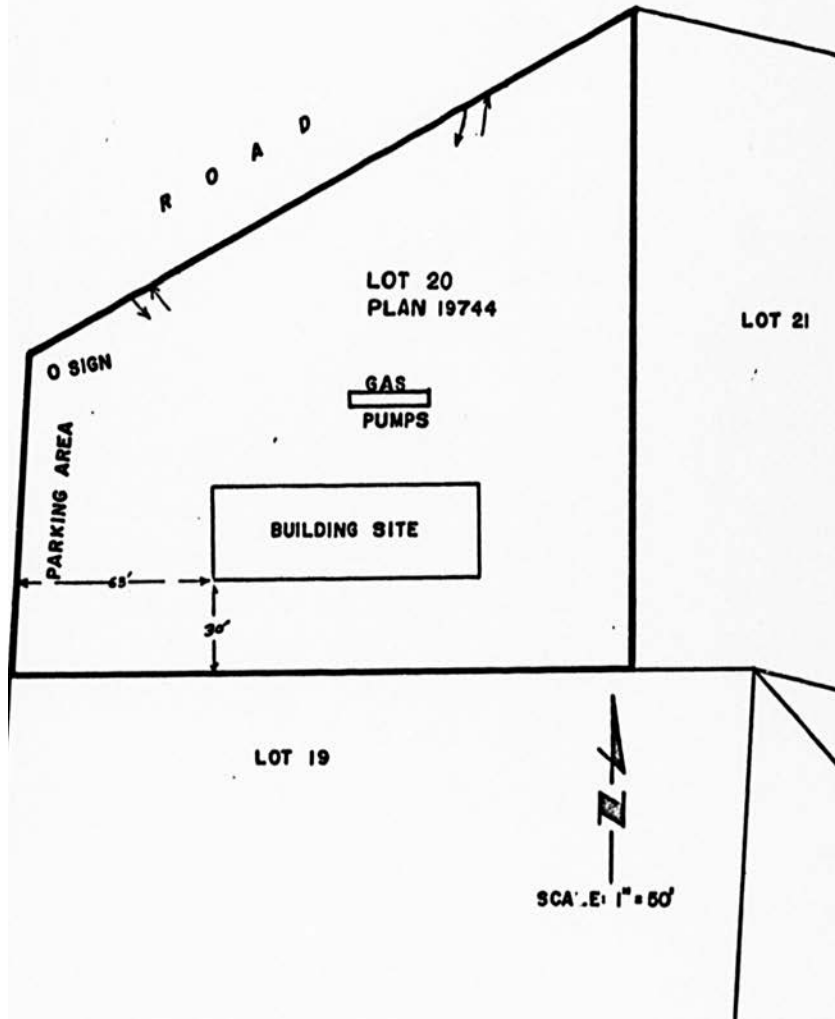 ROAD
LOT 20
PLAN 19744
LOT 21
O SIGN
GAS
PUMPS
PARKING AREA
BUILDING SITE
65'
30'
LOT 19
N
SCALE: 1" = 50'